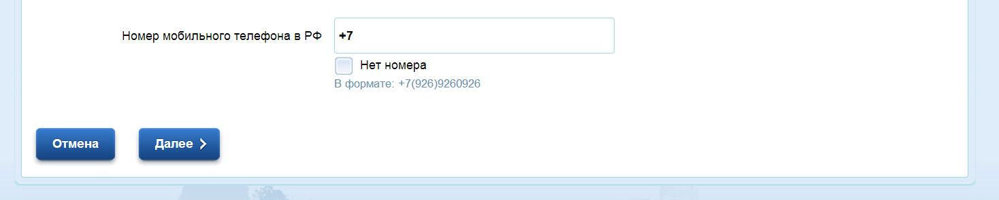 Номер мобильного телефона в РФ +7
Нет номера
В формате: +7(926)9260926
Отмена Далее